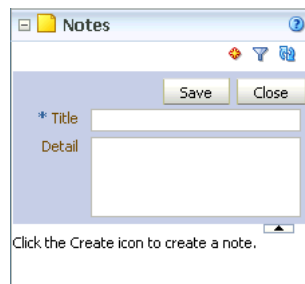 Notes
Save Close
* Title
Detail
Click the Create icon to create a note.